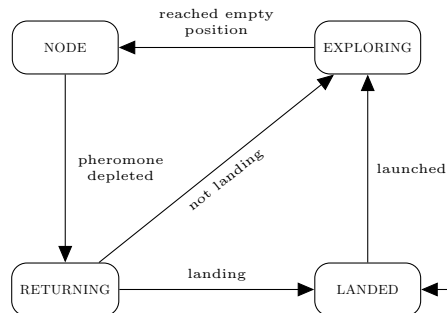 reached empty
position
NODE
EXPLORING
pheromone
depleted
not landing
launched
landing
RETURNING
LANDED